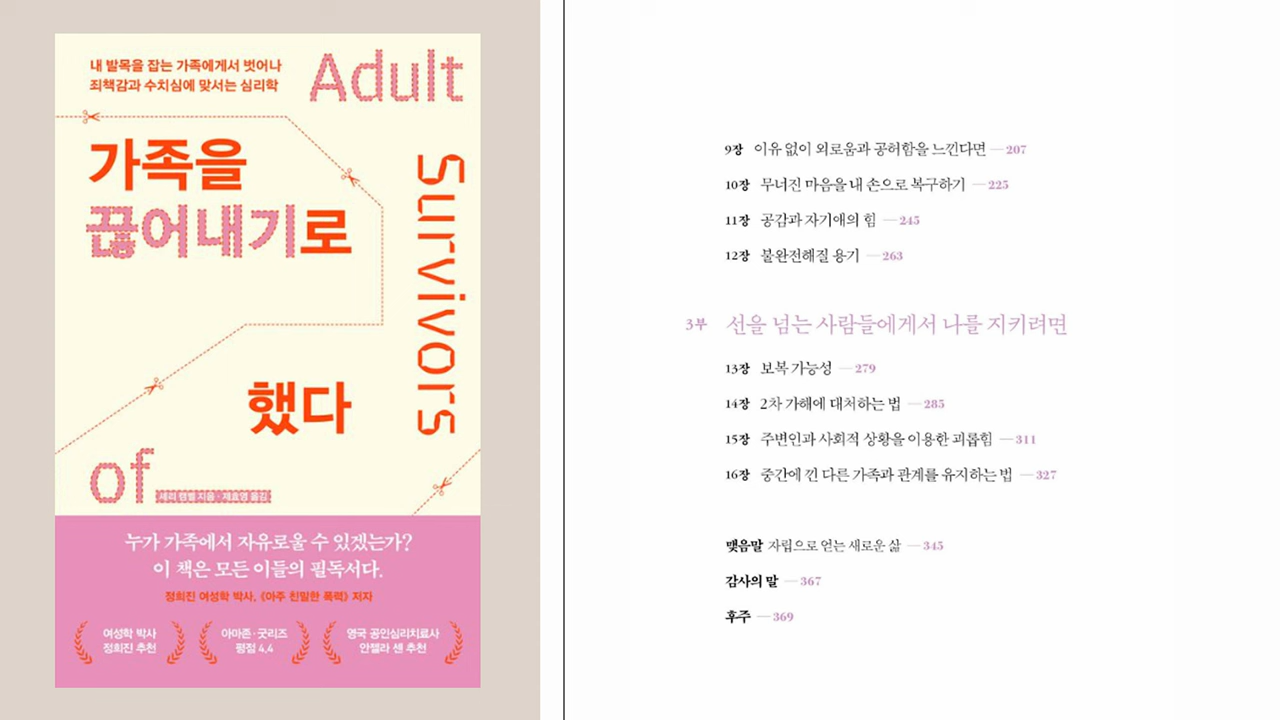 내 발목을 잡는 가족에게서 벗어나
죄책감과 수치심에 맞서는 심리학
Adult
가족을
끊어내기로
Survivors
했다
of
셰리 캠벨 지음·제효영 옮김
누가 가족에서 자유로울 수 있겠는가?
이 책은 모든 이들의 필독서다.
정희진 여성학 박사, 《아주 친밀한 폭력》 저자
여성학 박사
정희진 추천
아마존·굿리즈
평점 4.4
영국 공인심리치료사
안젤라 센 추천
9장 이유 없이 외로움과 공허함을 느낀다면 — 207
10장 무너진 마음을 내 손으로 복구하기 — 225
11장 공감과 자기애의 힘 — 245
12장 불완전해질 용기 — 263
3부 선을 넘는 사람들에게서 나를 지키려면
13장 보복 가능성 — 279
14장 2차 가해에 대처하는 법 — 285
15장 주변인과 사회적 상황을 이용한 괴롭힘 — 311
16장 중간에 낀 다른 가족과 관계를 유지하는 법 — 327
맺음말 자립으로 얻는 새로운 삶 — 345
감사의 말 — 367
후주 — 369